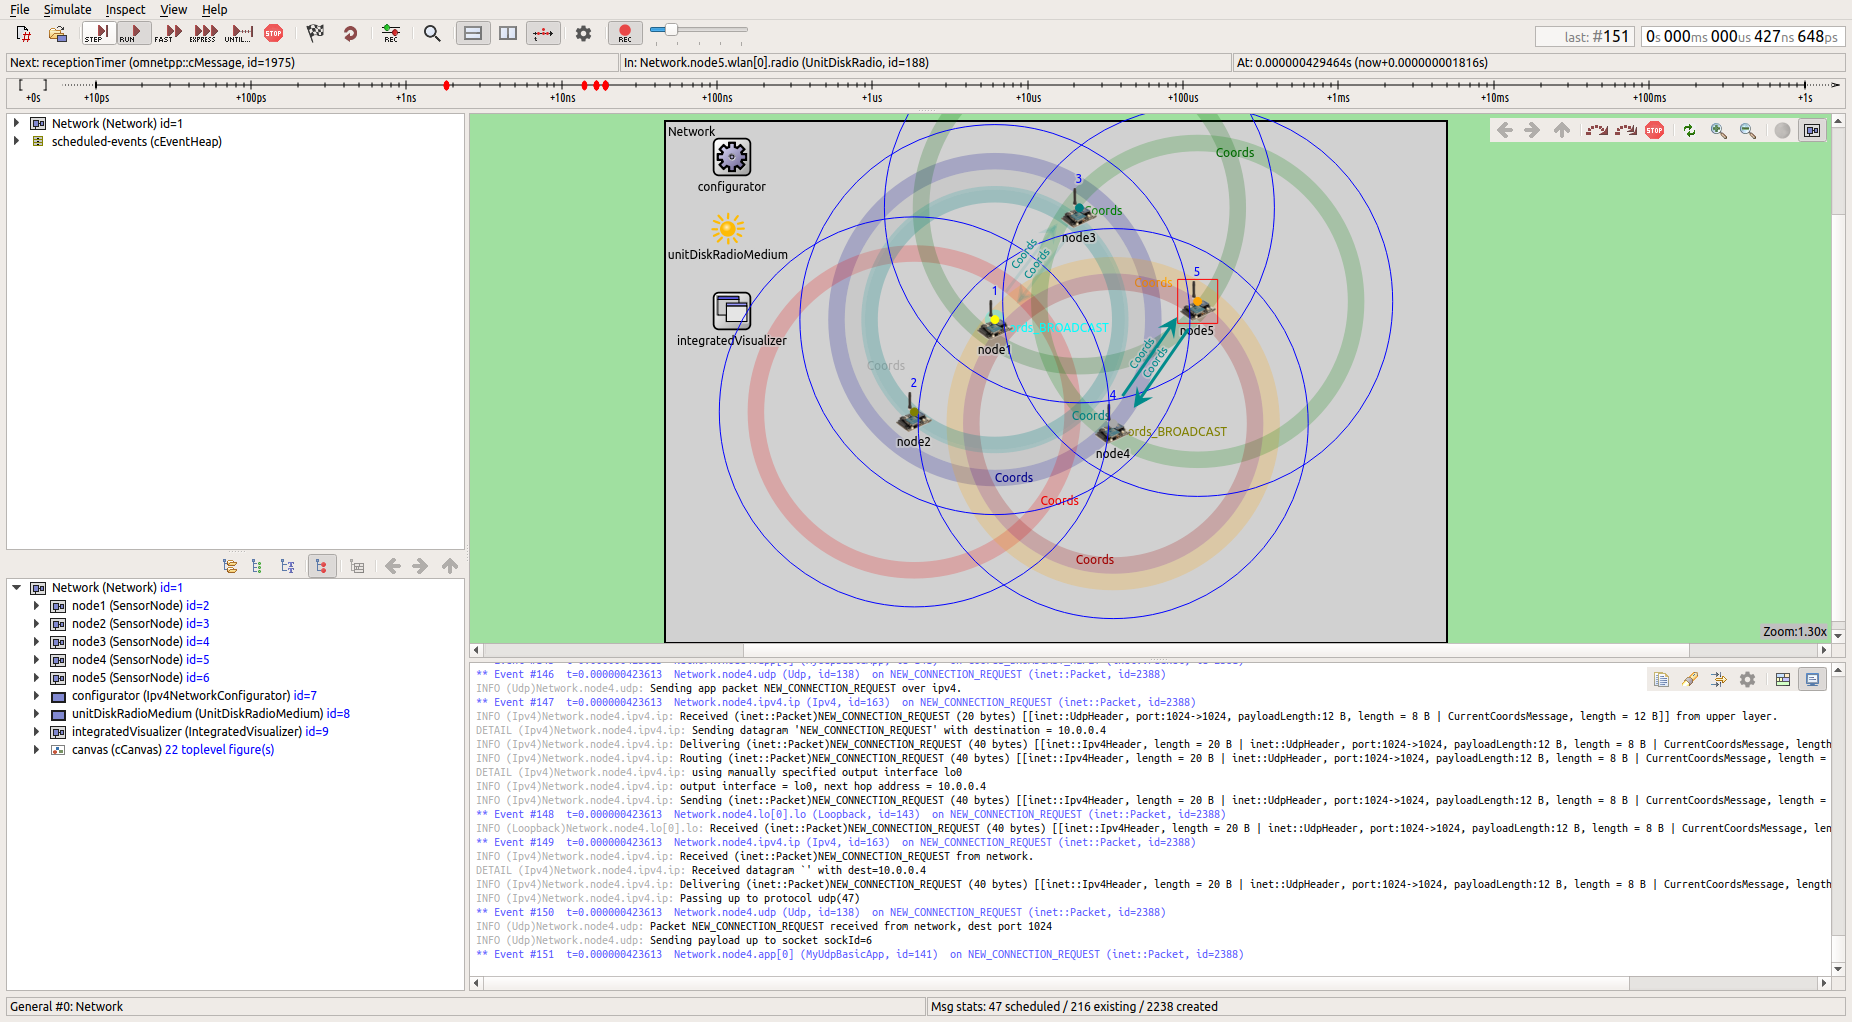 File Simulate Inspect View Help
STEP RUN FAST EXPRESS UNTIL... STOP REC REC
last: #151 0s 000ms 000us 427ns 648ps
Next: receptionTimer (omnetpp::cMessage, id=1975) In: Network.node5.wlan[0].radio (UnitDiskRadio, id=188) At: 0.000000429464s (now+0.000000001816s)
+0s +10ps +100ps +1ns +10ns +100ns +1us +10us +100us +1ms +10ms +100ms +1s
Network (Network) id=1
scheduled-events (cEventHeap)
Network (Network) id=1
node1 (SensorNode) id=2
node2 (SensorNode) id=3
node3 (SensorNode) id=4
node4 (SensorNode) id=5
node5 (SensorNode) id=6
configurator (Ipv4NetworkConfigurator) id=7
unitDiskRadioMedium (UnitDiskRadioMedium) id=8
integratedVisualizer (IntegratedVisualizer) id=9
canvas (cCanvas) 22 toplevel figure(s)
Network
STOP
configurator
Coords
3
Coords
node3
unitDiskRadioMedium
Coords
Coords
5
Coords
1
ords_BROADCAST
node5
integratedVisualizer
node1
Coords
Coords
Coords
2
4
Coords
ords_BROADCAST
node2
node4
Coords
Coords
Coords
Zoom:1.30x
** Event #146 t=0.000000423613 Network.node4.udp (Udp, id=138) on NEW_CONNECTION_REQUEST (inet::Packet, id=2388)
INFO (Udp)Network.node4.udp: Sending app packet NEW_CONNECTION_REQUEST over ipv4.
** Event #147 t=0.000000423613 Network.node4.ipv4.ip (Ipv4, id=163) on NEW_CONNECTION_REQUEST (inet::Packet, id=2388)
INFO (Ipv4)Network.node4.ipv4.ip: Received (inet::Packet)NEW_CONNECTION_REQUEST (20 bytes) [[inet::UdpHeader, port:1024->1024, payloadLength:12 B, length = 8 B | CurrentCoordsMessage, length = 12 B]] from upper layer.
DETAIL (Ipv4)Network.node4.ipv4.ip: Sending datagram 'NEW_CONNECTION_REQUEST' with destination = 10.0.0.4
INFO (Ipv4)Network.node4.ipv4.ip: Delivering (inet::Packet)NEW_CONNECTION_REQUEST (40 bytes) [[inet::Ipv4Header, length = 20 B | inet::UdpHeader, port:1024->1024, payloadLength:12 B, length = 8 B | CurrentCoordsMessage, length
INFO (Ipv4)Network.node4.ipv4.ip: Routing (inet::Packet)NEW_CONNECTION_REQUEST (40 bytes) [[inet::Ipv4Header, length = 20 B | inet::UdpHeader, port:1024->1024, payloadLength:12 B, length = 8 B | CurrentCoordsMessage, length =
DETAIL (Ipv4)Network.node4.ipv4.ip: using manually specified output interface lo0
INFO (Ipv4)Network.node4.ipv4.ip: output interface = lo0, next hop address = 10.0.0.4
INFO (Ipv4)Network.node4.ipv4.ip: Sending (inet::Packet)NEW_CONNECTION_REQUEST (40 bytes) [[inet::Ipv4Header, length = 20 B | inet::UdpHeader, port:1024->1024, payloadLength:12 B, length = 8 B | CurrentCoordsMessage, length =
** Event #148 t=0.000000423613 Network.node4.lo[0].lo (Loopback, id=143) on NEW_CONNECTION_REQUEST (inet::Packet, id=2388)
INFO (Loopback)Network.node4.lo[0].lo: Received (inet::Packet)NEW_CONNECTION_REQUEST (40 bytes) [[inet::Ipv4Header, length = 20 B | inet::UdpHeader, port:1024->1024, payloadLength:12 B, length = 8 B | CurrentCoordsMessage, len
** Event #149 t=0.000000423613 Network.node4.ipv4.ip (Ipv4, id=163) on NEW_CONNECTION_REQUEST (inet::Packet, id=2388)
INFO (Ipv4)Network.node4.ipv4.ip: Received (inet::Packet)NEW_CONNECTION_REQUEST from network.
DETAIL (Ipv4)Network.node4.ipv4.ip: Received datagram `' with dest=10.0.0.4
INFO (Ipv4)Network.node4.ipv4.ip: Delivering (inet::Packet)NEW_CONNECTION_REQUEST (40 bytes) [[inet::Ipv4Header, length = 20 B | inet::UdpHeader, port:1024->1024, payloadLength:12 B, length = 8 B | CurrentCoordsMessage, length
INFO (Ipv4)Network.node4.ipv4.ip: Passing up to protocol udp(47)
** Event #150 t=0.000000423613 Network.node4.udp (Udp, id=138) on NEW_CONNECTION_REQUEST (inet::Packet, id=2388)
INFO (Udp)Network.node4.udp: Packet NEW_CONNECTION_REQUEST received from network, dest port 1024
INFO (Udp)Network.node4.udp: Sending payload up to socket sockId=6
** Event #151 t=0.000000423613 Network.node4.app[0] (MyUdpBasicApp, id=141) on NEW_CONNECTION_REQUEST (inet::Packet, id=2388)
General #0: Network Msg stats: 47 scheduled / 216 existing / 2238 created